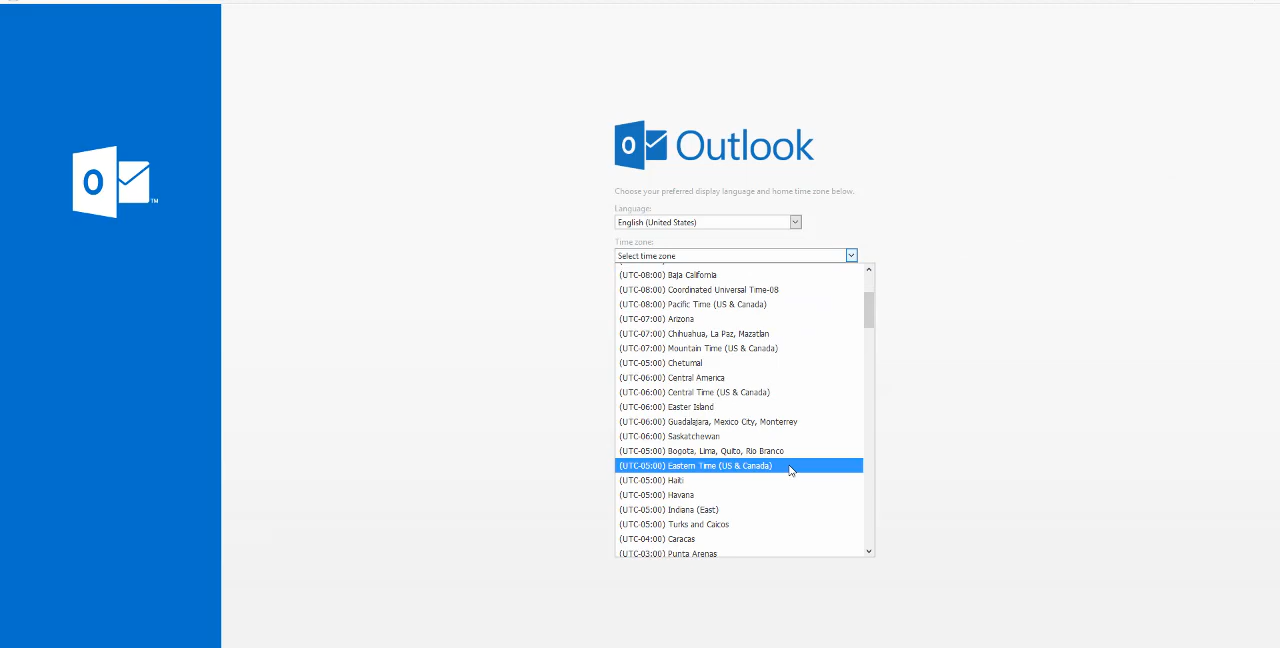 O
TM
O Outlook
Choose your preferred display language and home time zone below.
Language:
English (United States)
Time zone:
Select time zone
(UTC-08:00) Baja California
(UTC-08:00) Coordinated Universal Time-08
(UTC-08:00) Pacific Time (US & Canada)
(UTC-07:00) Arizona
(UTC-07:00) Chihuahua, La Paz, Mazatlan
(UTC-07:00) Mountain Time (US & Canada)
(UTC-05:00) Chetumal
(UTC-06:00) Central America
(UTC-06:00) Central Time (US & Canada)
(UTC-06:00) Easter Island
(UTC-06:00) Guadalajara, Mexico City, Monterrey
(UTC-06:00) Saskatchewan
(UTC-05:00) Bogota, Lima, Quito, Rio Branco
(UTC-05:00) Eastern Time (US & Canada)
(UTC-05:00) Haiti
(UTC-05:00) Havana
(UTC-05:00) Indiana (East)
(UTC-05:00) Turks and Caicos
(UTC-04:00) Caracas
(UTC-03:00) Punta Arenas